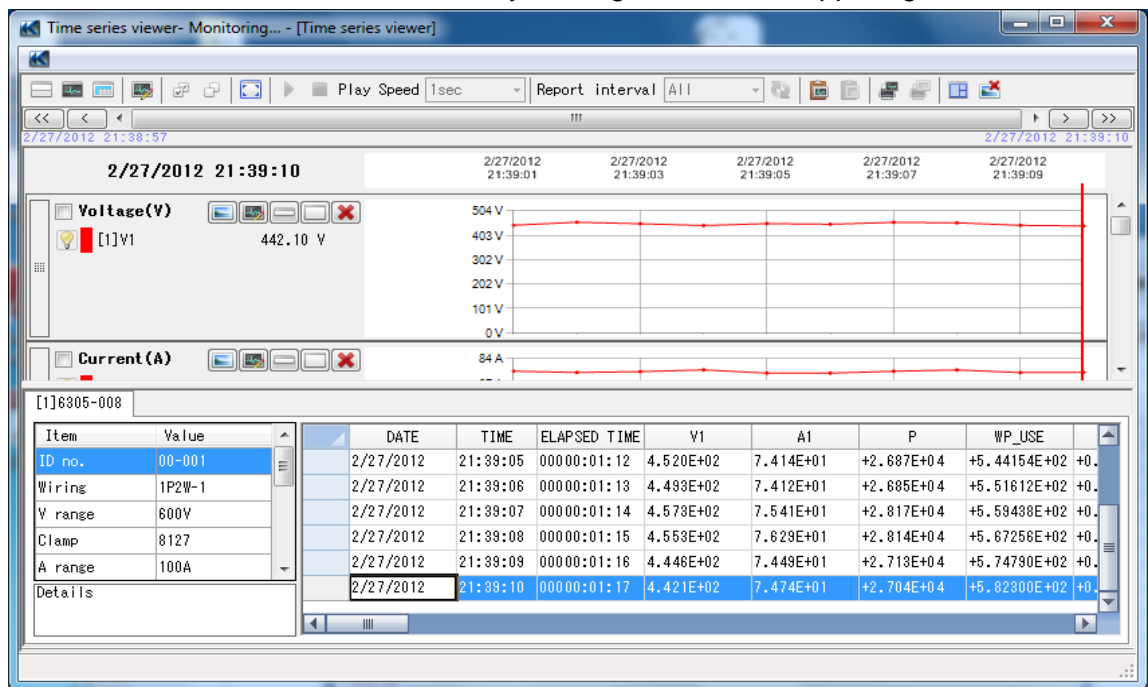 Time series viewer- Monitoring... - [Time series viewer]
Play Speed 1sec Report interval All
<< < > >>
2/27/2012 21:38:57 2/27/2012 21:39:10
2/27/2012 21:39:10
2/27/2012 2/27/2012 2/27/2012 2/27/2012 2/27/2012
21:39:01 21:39:03 21:39:05 21:39:07 21:39:09
Voltage(V)
[1]V1 442.10 V
504 V
403 V
302 V
202 V
101 V
0 V
Current(A)
84 A
[1]6305-008
Item Value
ID no. 00-001
Wiring 1P2W-1
V range 600V
Clamp 8127
A range 100A
Details
DATE TIME ELAPSED TIME V1 A1 P WP_USE
2/27/2012 21:39:05 00000:01:12 4.520E+02 7.414E+01 +2.687E+04 +5.44154E+02 +0.
2/27/2012 21:39:06 00000:01:13 4.493E+02 7.412E+01 +2.685E+04 +5.51612E+02 +0.
2/27/2012 21:39:07 00000:01:14 4.573E+02 7.541E+01 +2.817E+04 +5.59438E+02 +0.
2/27/2012 21:39:08 00000:01:15 4.553E+02 7.629E+01 +2.814E+04 +5.67256E+02 +0.
2/27/2012 21:39:09 00000:01:16 4.446E+02 7.449E+01 +2.713E+04 +5.74790E+02 +0.
2/27/2012 21:39:10 00000:01:17 4.421E+02 7.474E+01 +2.704E+04 +5.82300E+02 +0.